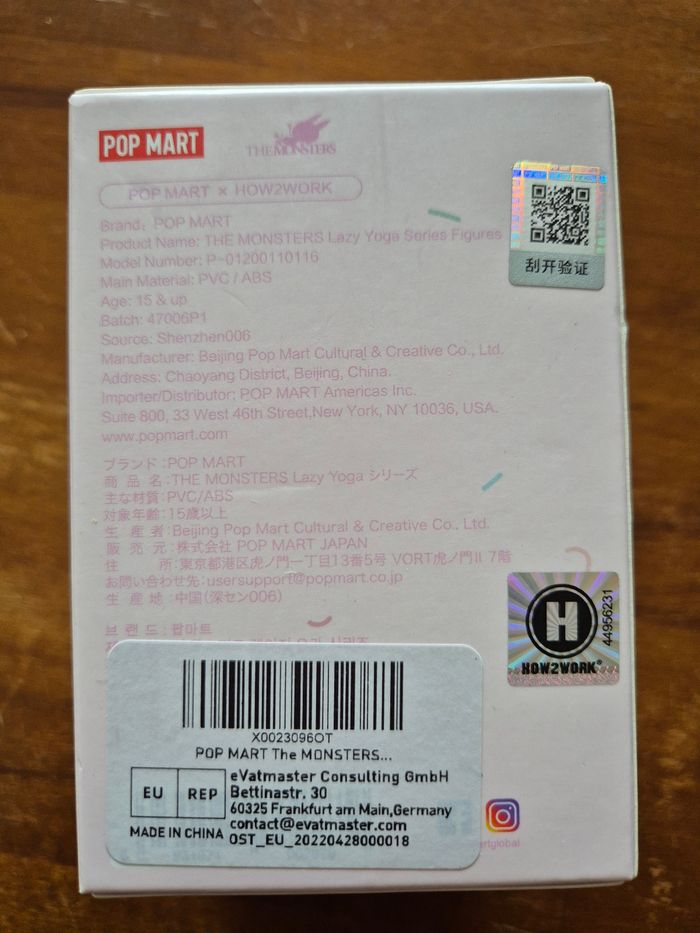 POP MART
THE MONSTERS
POP MART × HOW2WORK
Brand: POP MART
Product Name: THE MONSTERS Lazy Yoga Series Figures
Model Number: P-01200110116
Main Material: PVC / ABS
Age: 15 & up
Batch: 47006P1
Source: Shenzhen006
Manufacturer: Beijing Pop Mart Cultural & Creative Co., Ltd.
Address: Chaoyang District, Beijing, China.
Importer/Distributor: POP MART Americas Inc.
Suite 800, 33 West 46th Street,New York, NY 10036, USA.
www.popmart.com
刮开验证
ブランド:POP MART
商品名:THE MONSTERS Lazy Yoga シリーズ
主な材質:PVC/ABS
対象年齢:15歳以上
生産者:Beijing Pop Mart Cultural & Creative Co., Ltd.
販売元:株式会社 POP MART JAPAN
住所:東京都港区虎ノ門一丁目13番5号 VORT虎ノ門II 7階
お問い合わせ先:usersupport@popmart.co.jp
生産地:中国(深セン006)
브랜드:팝마트
H
HOW2WORK®
44956231
X0023096OT
POP MART The MONSTERS...
EU REP
eVatmaster Consulting GmbH
Bettinastr. 30
60325 Frankfurt am Main,Germany
contact@evatmaster.com
MADE IN CHINA
OST_EU_20220428000018